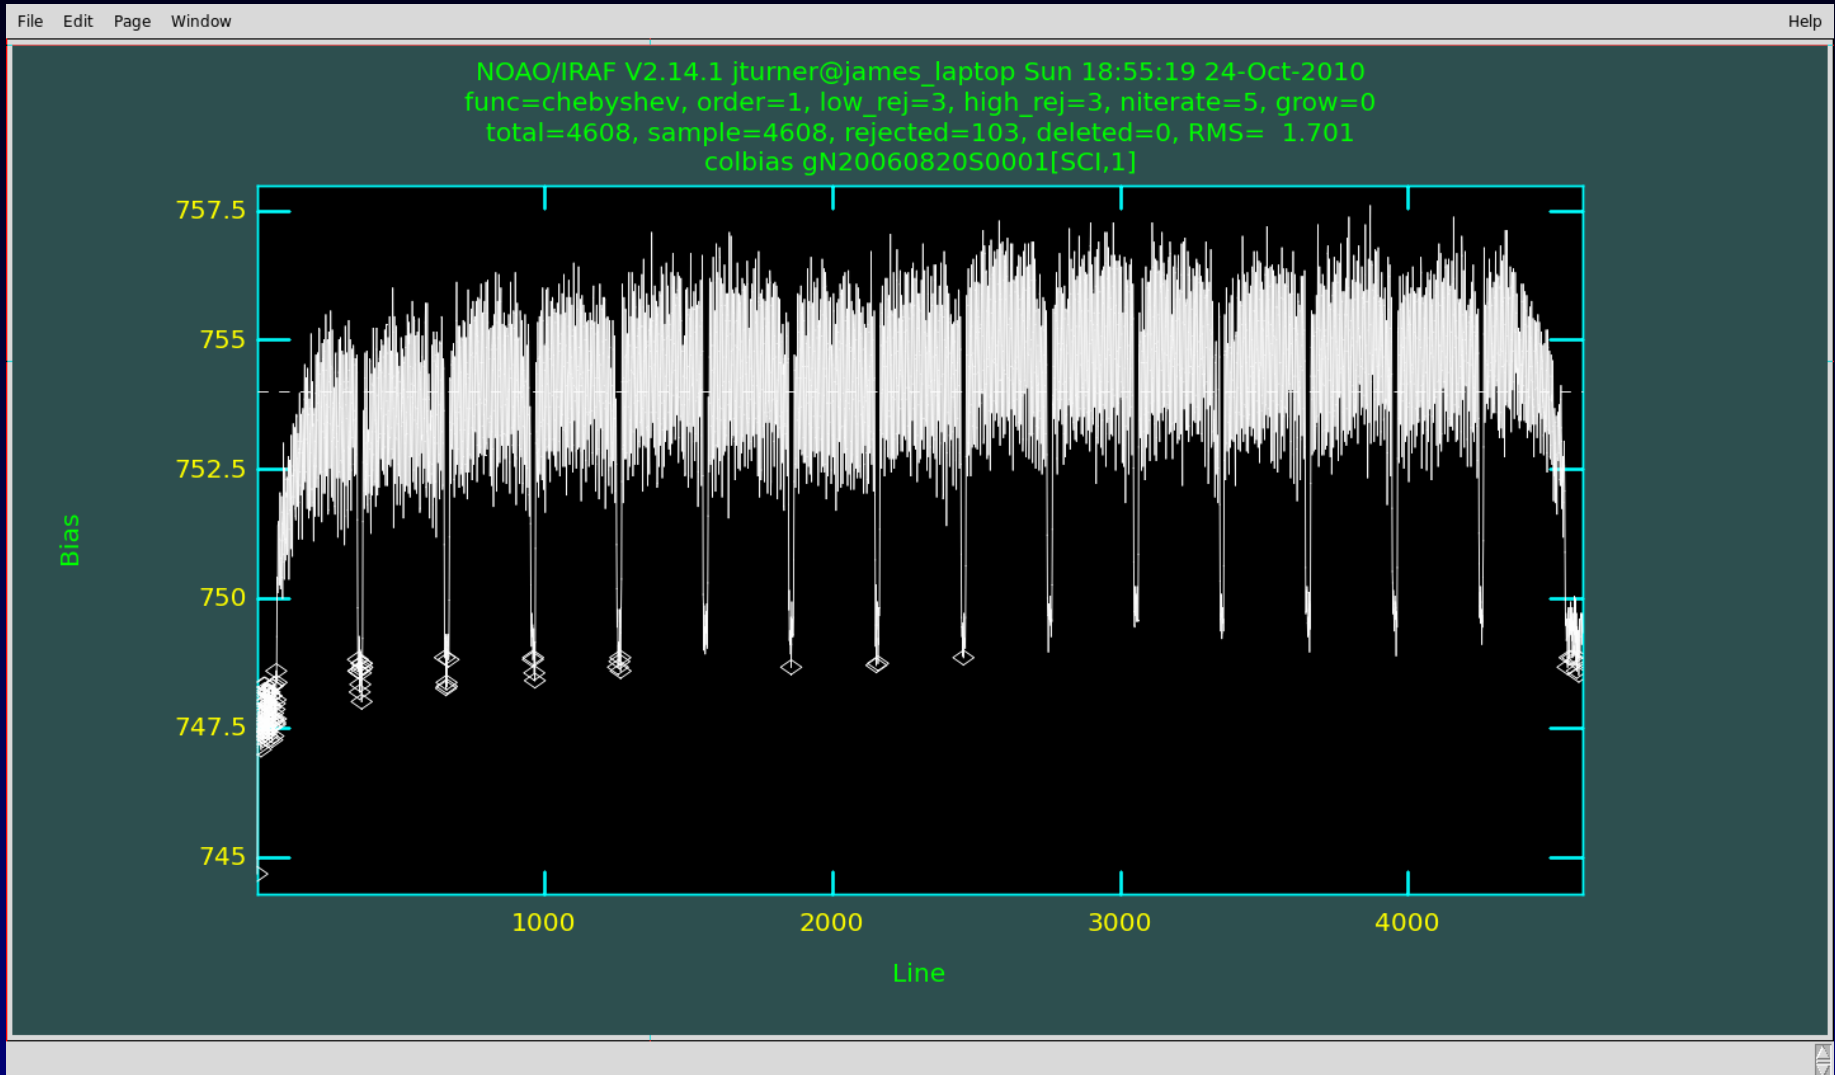 File Edit Page Window Help
NOAO/IRAF V2.14.1 jturner@james_laptop Sun 18:55:19 24-Oct-2010
func=chebyshev, order=1, low_rej=3, high_rej=3, niterate=5, grow=0
total=4608, sample=4608, rejected=103, deleted=0, RMS=  1.701
colbias gN20060820S0001[SCI,1]
757.5
755
752.5
750
747.5
745
Bias
1000 2000 3000 4000
Line